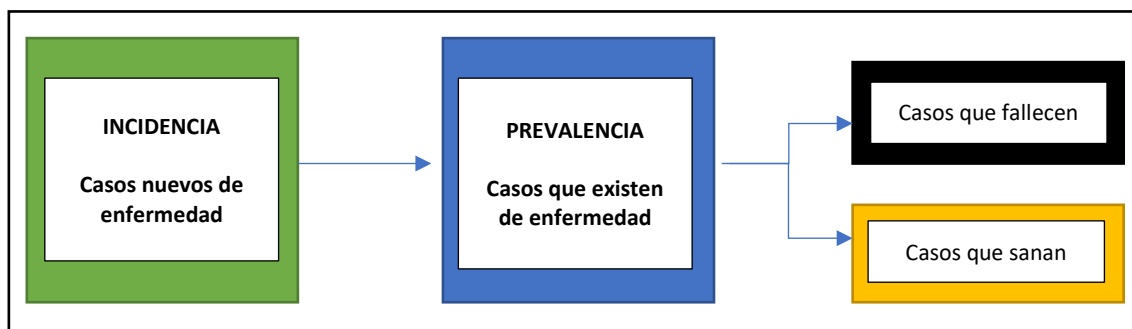 INCIDENCIA
Casos nuevos de
enfermedad
PREVALENCIA
Casos que existen
de enfermedad
Casos que fallecen
Casos que sanan